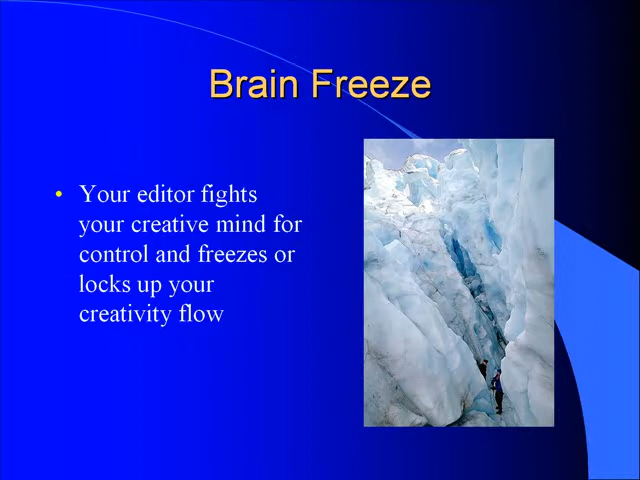 Brain Freeze
• Your editor fights
your creative mind for
control and freezes or
locks up your
creativity flow